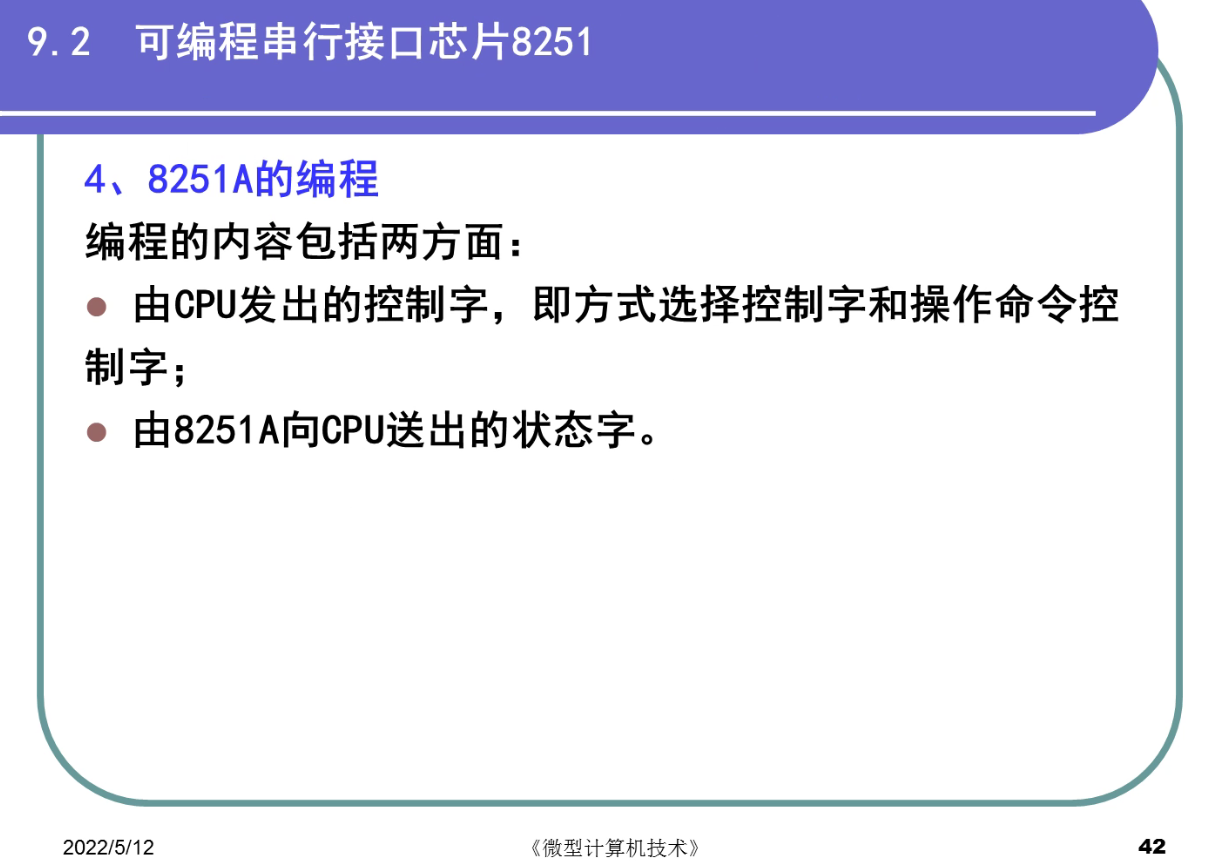 9.2 可编程串行接口芯片8251
4、8251A的编程
编程的内容包括两方面：
● 由CPU发出的控制字，即方式选择控制字和操作命令控
制字；
● 由8251A向CPU送出的状态字。
2022/5/12
《微型计算机技术》
42